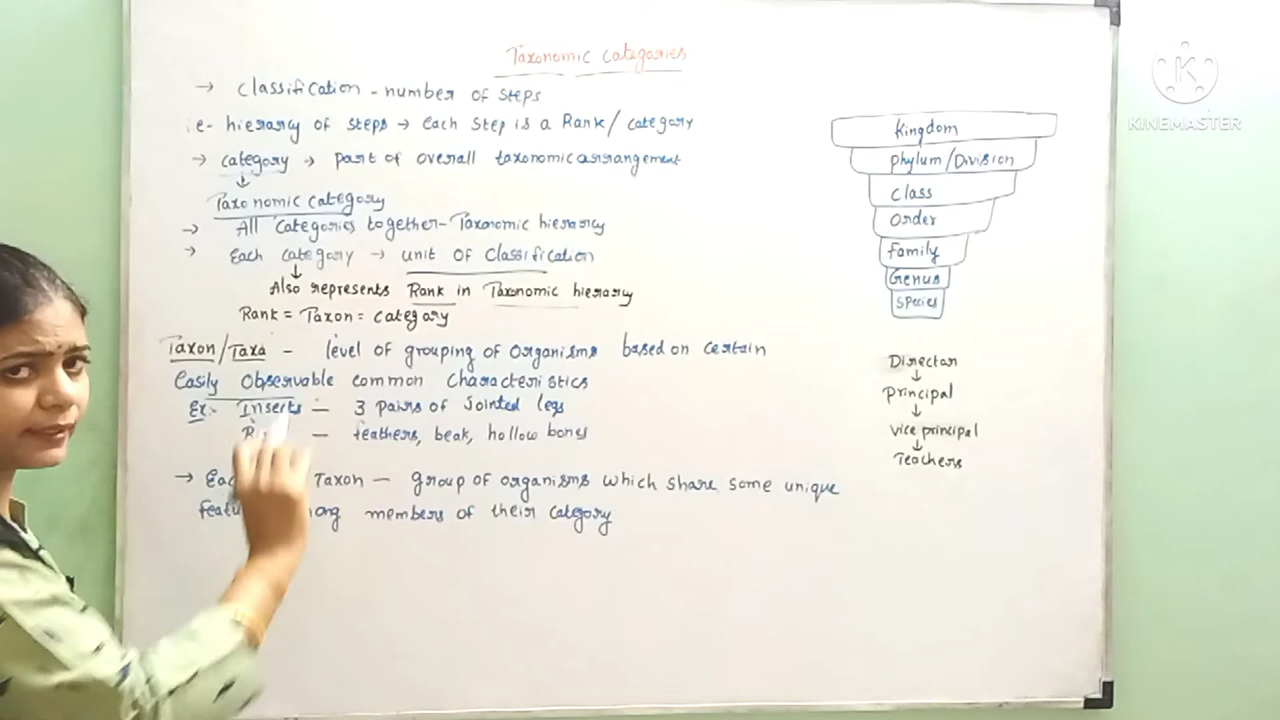 Taxonomic categories
→ classification - number of steps
i.e- hierarchy of steps → Each step is a Rank / category
→ category → part of overall taxonomic arrangement
↓
Taxonomic category
→ All categories together - Taxonomic hierarchy
→ Each category → unit of classification
↓
Also represents Rank in Taxonomic hierarchy
Rank = Taxon = category
Taxon/Taxa - level of grouping of organisms based on certain
Easily observable common characteristics
Ex:- Insects - 3 pairs of Jointed legs
- feathers, beak, hollow bones
→ Taxon - group of organisms which share some unique
members of their category
Kingdom
phylum/Division
class
order
family
Genus
species
Director
↓
principal
↓
vice principal
↓
Teachers
K
KINEMASTER